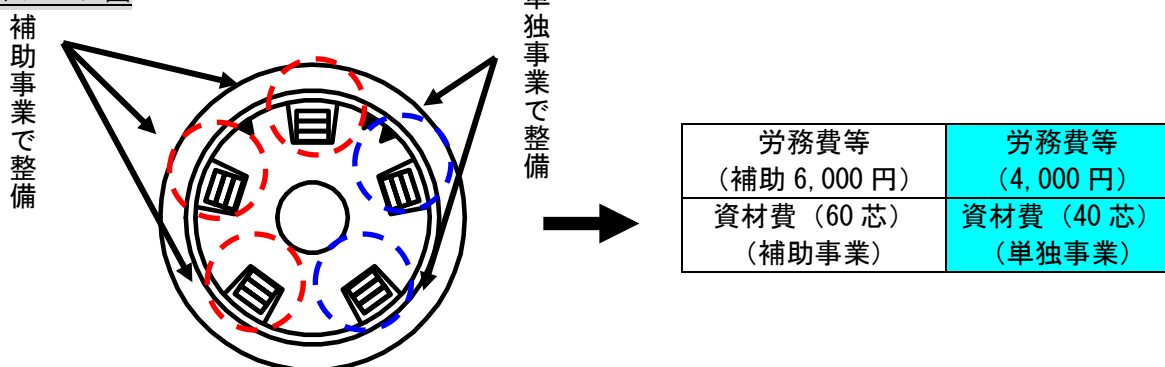 補助事業で整備
単独事業で整備
労務費等
（補助 6,000 円）
労務費等
（4,000 円）
資材費（60 芯）
（補助事業）
資材費（40 芯）
（単独事業）